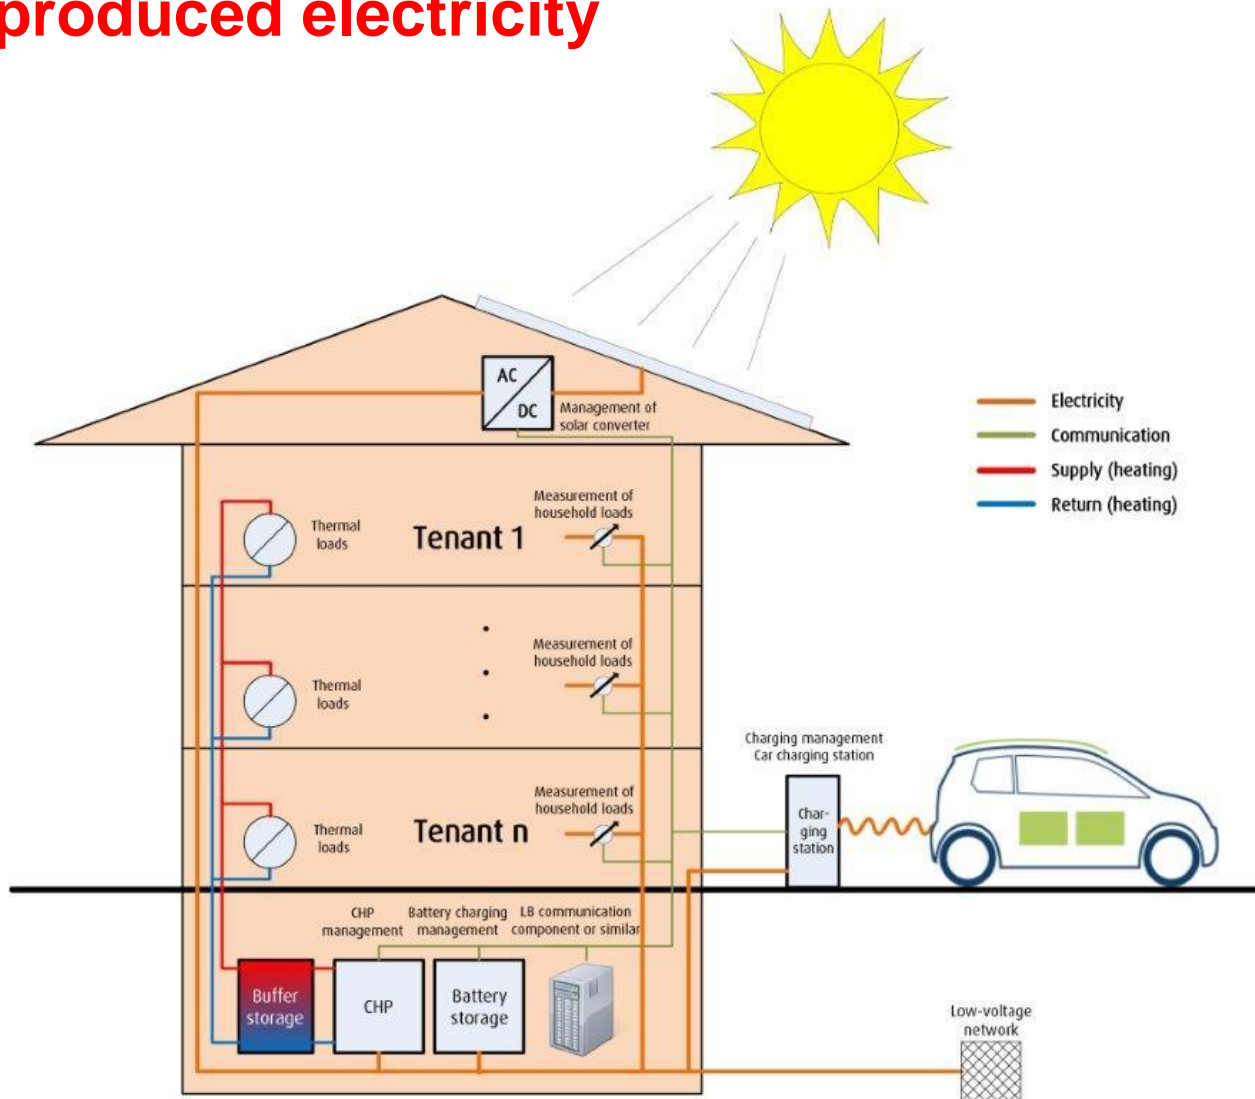 produced electricity
AC
DC
Management of
solar converter
Electricity
Communication
Supply (heating)
Return (heating)
Measurement of
household loads
Thermal
loads
Tenant 1
Measurement of
household loads
Thermal
loads
Measurement of
household loads
Thermal
loads
Tenant n
Charging management
Car charging station
Char-
ging
station
CHP
management
Battery charging
management
LB communication
component or similar
Buffer
storage
CHP
Battery
storage
Low-voltage
network